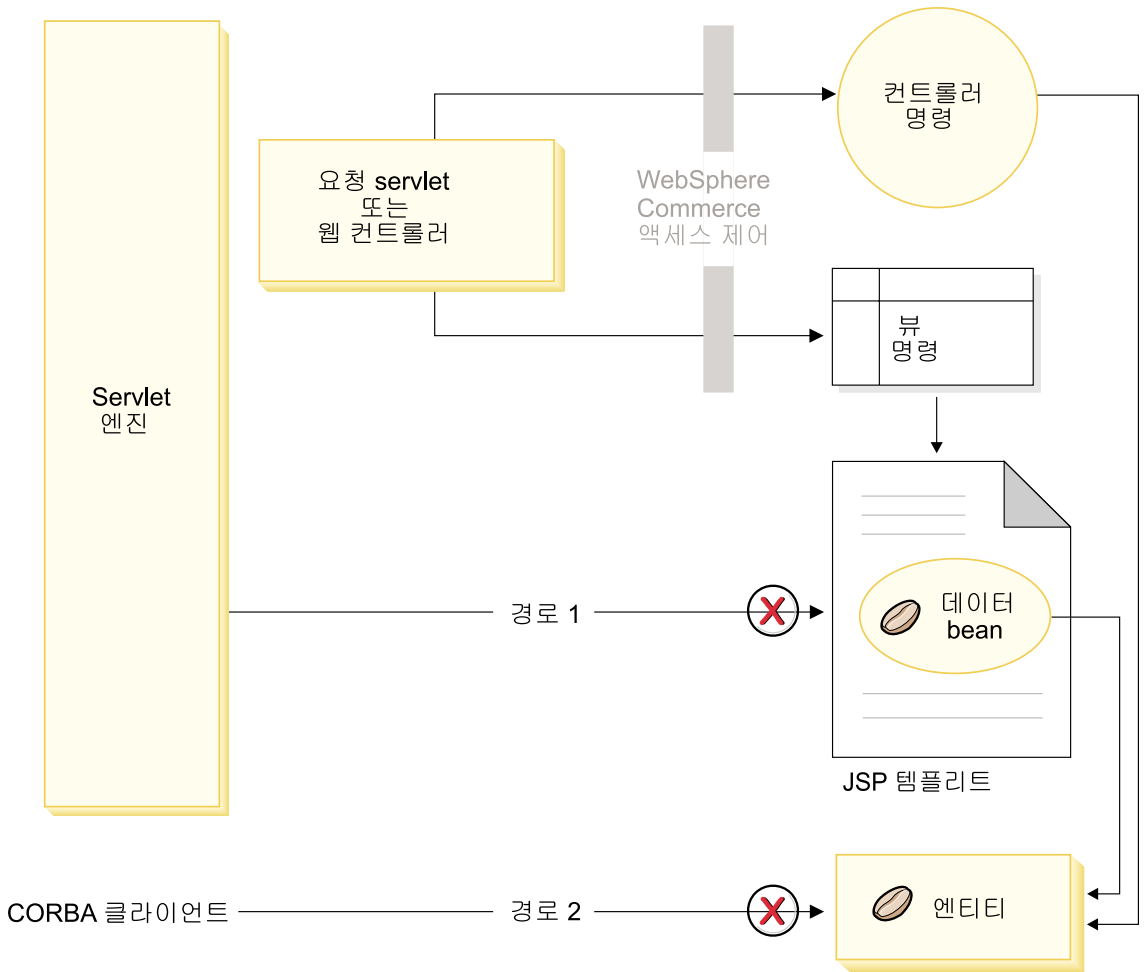 컨트롤러
명령
요청 servlet
또는
웹 컨트롤러
WebSphere
Commerce
액세스 제어
뷰
명령
Servlet
엔진
경로 1
데이터
bean
JSP 템플리트
CORBA 클라이언트
경로 2
엔티티